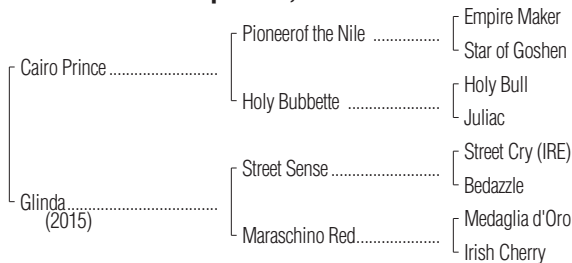 Empire Maker
Pioneerof the Nile ................
Star of Goshen
Cairo Prince ..........................
Holy Bull
Holy Bubbette ......................
Juliac
Street Cry (IRE)
Street Sense ..........................
Bedazzle
Glinda....................................
(2015)
Medaglia d'Oro
Maraschino Red....................
Irish Cherry